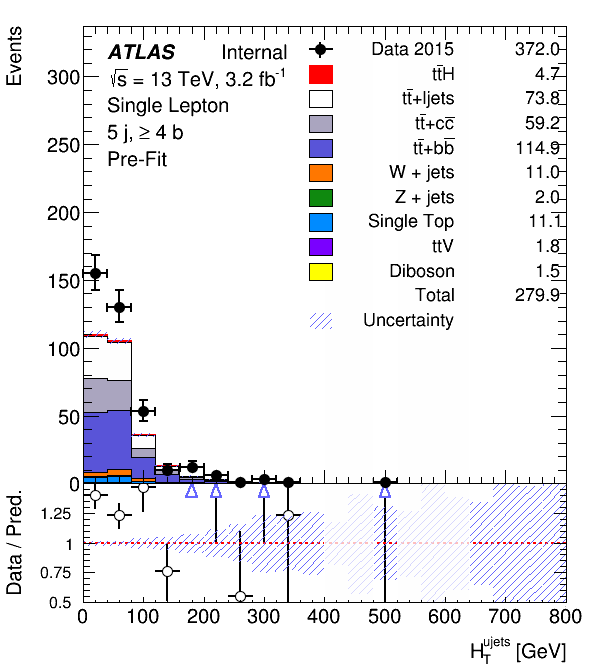 ATLAS Internal
√s = 13 TeV, 3.2 fb⁻¹
Single Lepton
5 j, ≥ 4 b
Pre-Fit
Data 2015 372.0
tt̄H 4.7
tt̄+ljets 73.8
tt̄+cc̄ 59.2
tt̄+bb̄ 114.9
W + jets 11.0
Z + jets 2.0
Single Top 11.1
ttV 1.8
Diboson 1.5
Total 279.9
Uncertainty
Events
300
250
200
150
100
50
0
Data / Pred.
1.25
1
0.75
0.5
0 100 200 300 400 500 600 700 800
H_T^ujets [GeV]